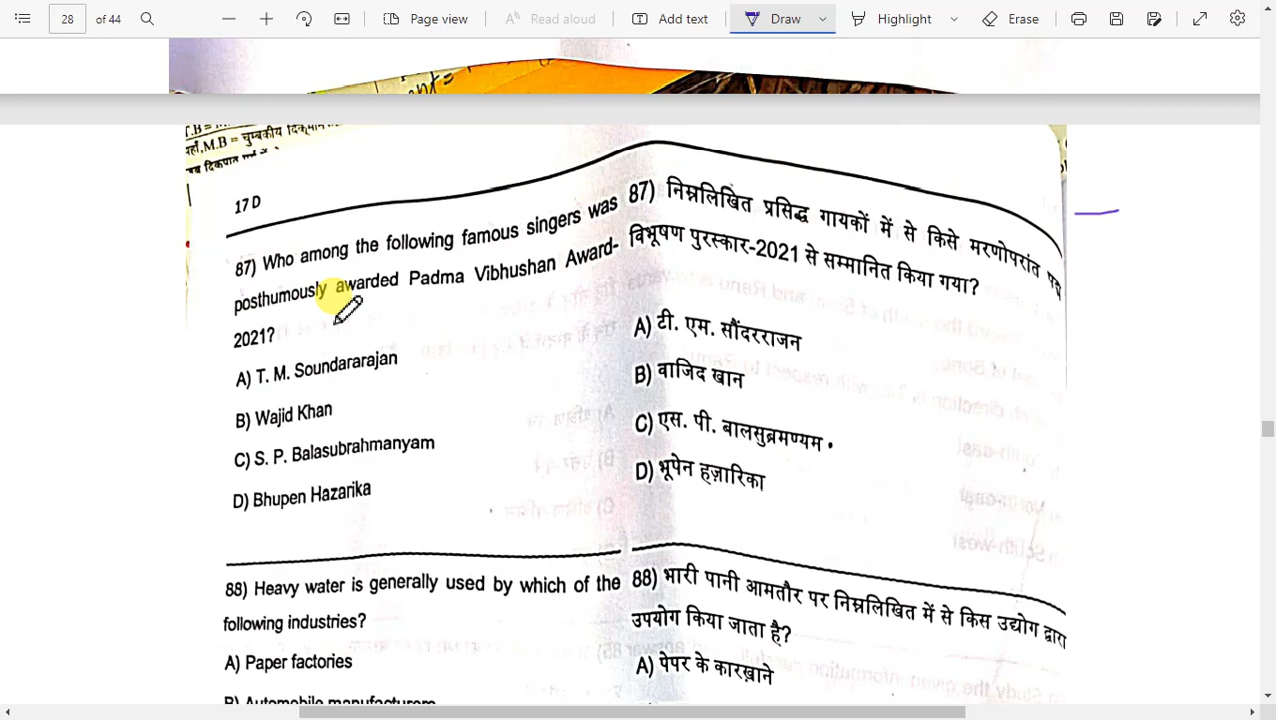 28
of 44
Page view
Read aloud
Add text
Draw
Highlight
Erase
17 D
87) Who among the following famous singers was
posthumously awarded Padma Vibhushan Award-
2021?
A) T. M. Soundararajan
B) Wajid Khan
C) S. P. Balasubrahmanyam
D) Bhupen Hazarika
88) Heavy water is generally used by which of the
following industries?
A) Paper factories
B) Automobile manufacturers
87) निम्नलिखित प्रसिद्ध गायकों में से किसे मरणोपरांत पद्म
विभूषण पुरस्कार-2021 से सम्मानित किया गया?
A) टी. एम. सौंदरराजन
B) वाजिद खान
C) एस. पी. बालसुब्रमण्यम
D) भूपेन हज़ारिका
88) भारी पानी आमतौर पर निम्नलिखित में से किस उद्योग द्वारा
उपयोग किया जाता है?
A) पेपर के कारख़ाने